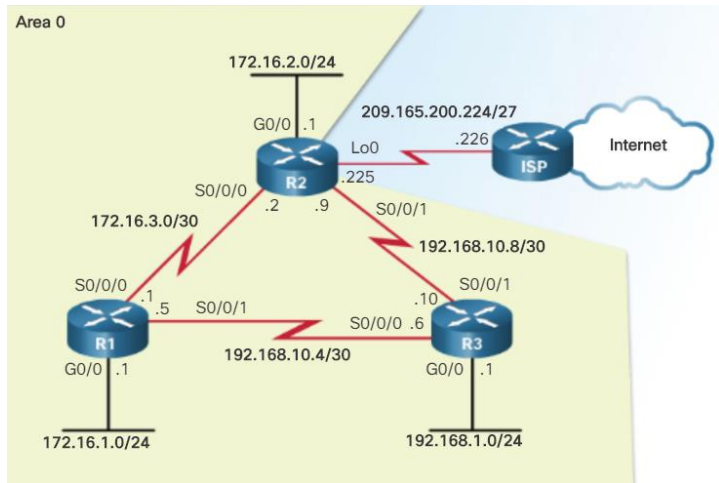 Area 0
172.16.2.0/24
209.165.200.224/27
G0/0 .1
.226
Internet
Lo0
ISP
R2
.225
S0/0/0
.2
.9
S0/0/1
172.16.3.0/30
192.168.10.8/30
S0/0/0
.1
S0/0/1
.10
.5
S0/0/1
S0/0/0 .6
R1
R3
192.168.10.4/30
G0/0 .1
G0/0 .1
172.16.1.0/24
192.168.1.0/24